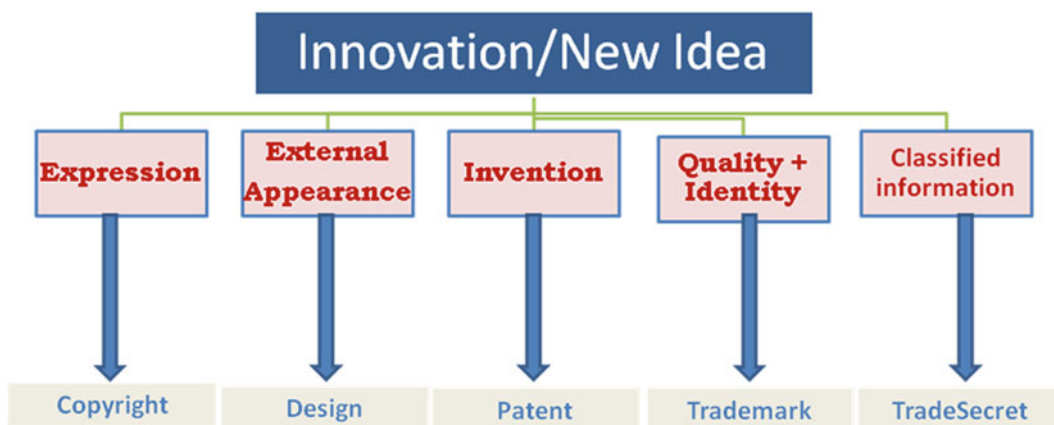 Innovation/New Idea
Expression
External
Appearance
Invention
Quality +
Identity
Classified
information
Copyright
Design
Patent
Trademark
TradeSecret